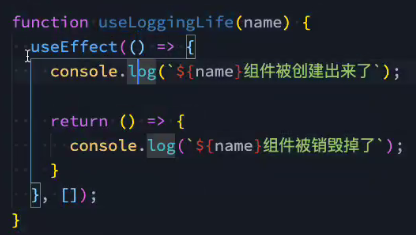 function useLoggingLife(name) {
useEffect(() => {
console.log(`${name}组件被创建出来了`);
return () => {
console.log(`${name}组件被销毁掉了`);
}
}, []);
}